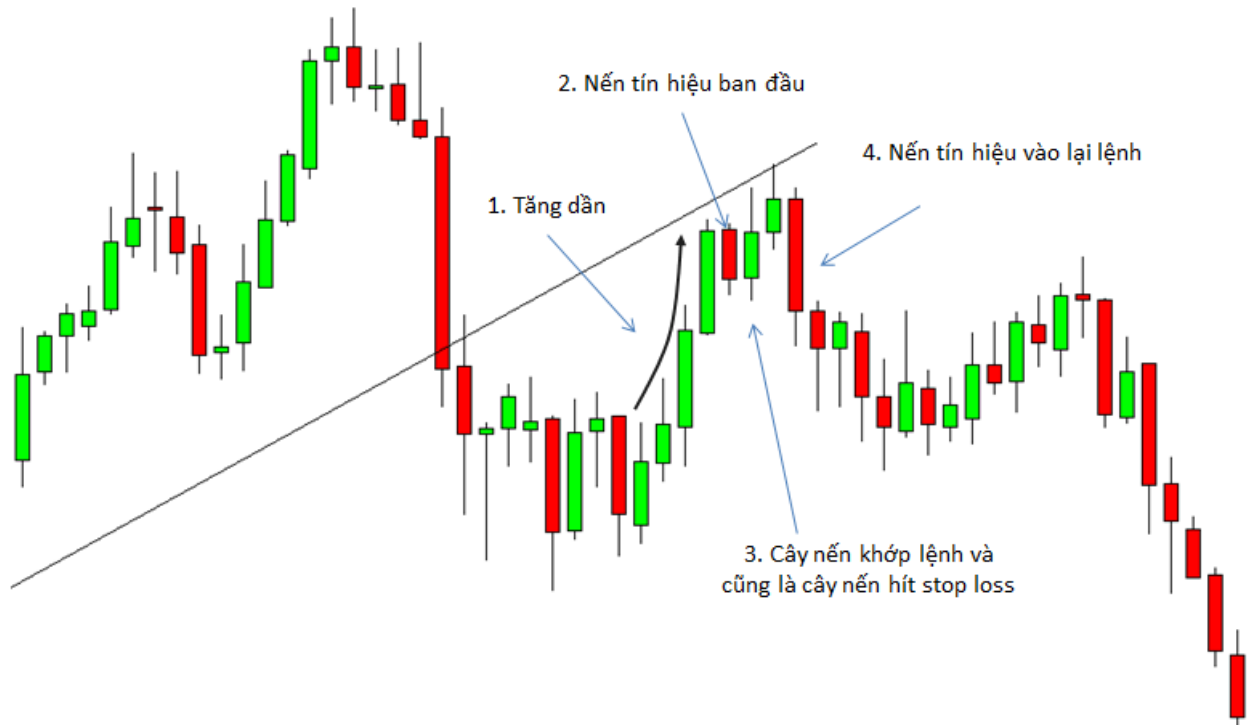 2. Nến tín hiệu ban đầu
4. Nến tín hiệu vào lại lệnh
1. Tăng dần
3. Cây nến khớp lệnh và
cũng là cây nến hít stop loss